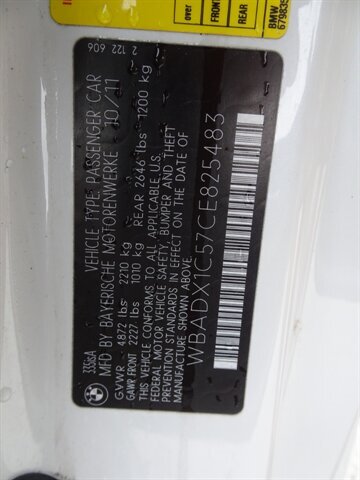 335iA VEHICLE TYPE: PASSENGER CAR 2 122 606
MFD BY BAYERISCHE MOTORENWERKE 10/11
GVWR - 4872 lbs 2210 kg
GAWR FRONT 2227 lbs 1010 kg REAR 2646 lbs 1200 kg
THIS VEHICLE CONFORMS TO ALL APPLICABLE U.S.
FEDERAL MOTOR VEHICLE SAFETY, BUMPER AND THEFT
PREVENTION STANDARDS IN EFFECT ON THE DATE OF
MANUFACTURE SHOWN ABOVE.
WBADX1C57CE825483
over
FRONT
REAR
BMW